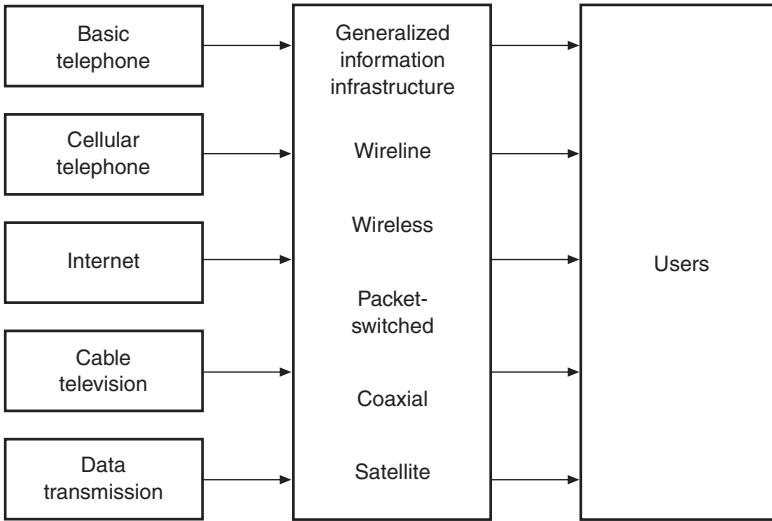 Basic
telephone
Cellular
telephone
Internet
Cable
television
Data
transmission
Generalized
information
infrastructure
Wireline
Wireless
Packet-
switched
Coaxial
Satellite
Users